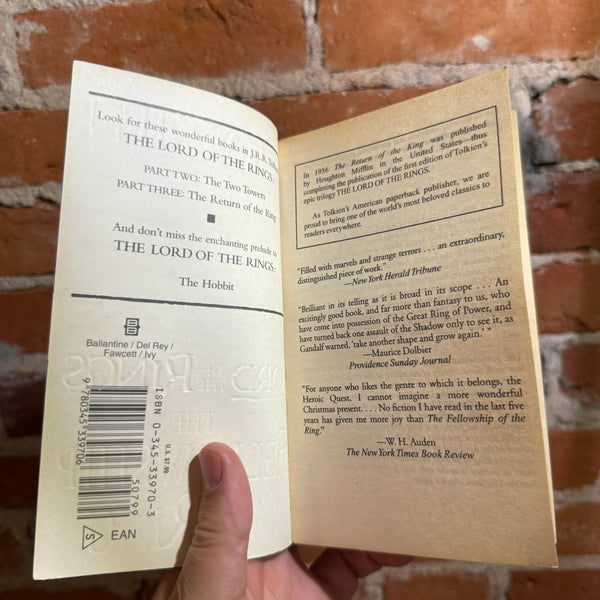 Look for these wonderful books in J.R.R.
THE LORD OF THE RINGS:
PART TWO: The Two Towers
PART THREE: The Return of the King
And don't miss the enchanting prelude to
THE LORD OF THE RINGS:
The Hobbit
Ballantine / Del Rey /
Fawcett / Ivy
9 780345 339706
ISBN 0-345-33970-3
U.S. $7.99
50799
S
EAN
In 1956 The Return of the King was published
by Houghton Mifflin in the United States—thus
completing the publication of the first edition of Tolkien's
epic trilogy THE LORD OF THE RINGS.
As Tolkien's American paperback publisher, we are
proud to bring one of the world's most beloved classics to
readers everywhere.
"Filled with marvels and strange terrors . . . an extraordinary,
distinguished piece of work."
—New York Herald Tribune
"Brilliant in its telling as it is broad in its scope . . . An
excitingly good book, and far more fantasy to us, who
have come into possession of the Great Ring of Power, and
have turned back one assault of the Shadow only to see it, as
Gandalf warned, 'take another shape and grow again.' "
—Maurice Dolbier
Providence Sunday Journal
"For anyone who likes the genre to which it belongs, the
Heroic Quest, I cannot imagine a more wonderful
Christmas present. . . . No fiction I have read in the last five
years has given me more joy than The Fellowship of the
Ring."
—W. H. Auden
The New York Times Book Review